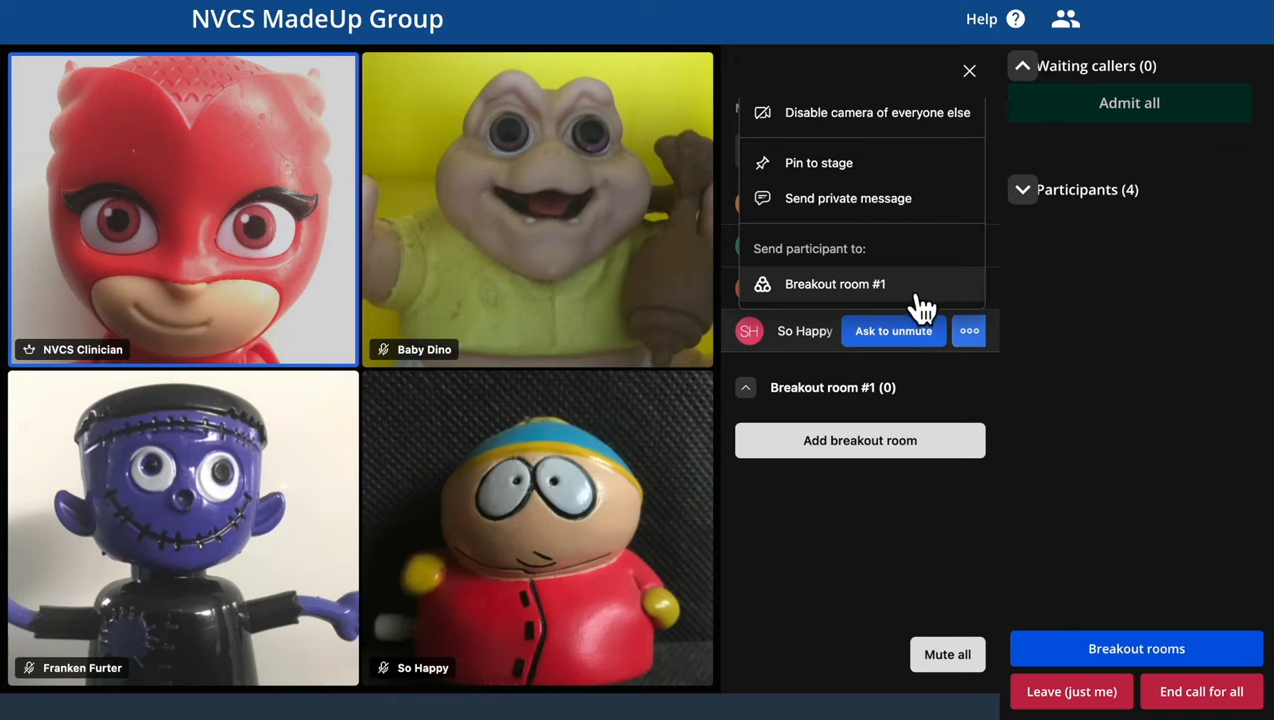 NVCS MadeUp Group
Help
NVCS Clinician
Baby Dino
Franken Furter
So Happy
Disable camera of everyone else
Pin to stage
Send private message
Send participant to:
Breakout room #1
SH So Happy Ask to unmute
Breakout room #1 (0)
Add breakout room
Mute all
Waiting callers (0)
Admit all
Participants (4)
Breakout rooms
Leave (just me) End call for all